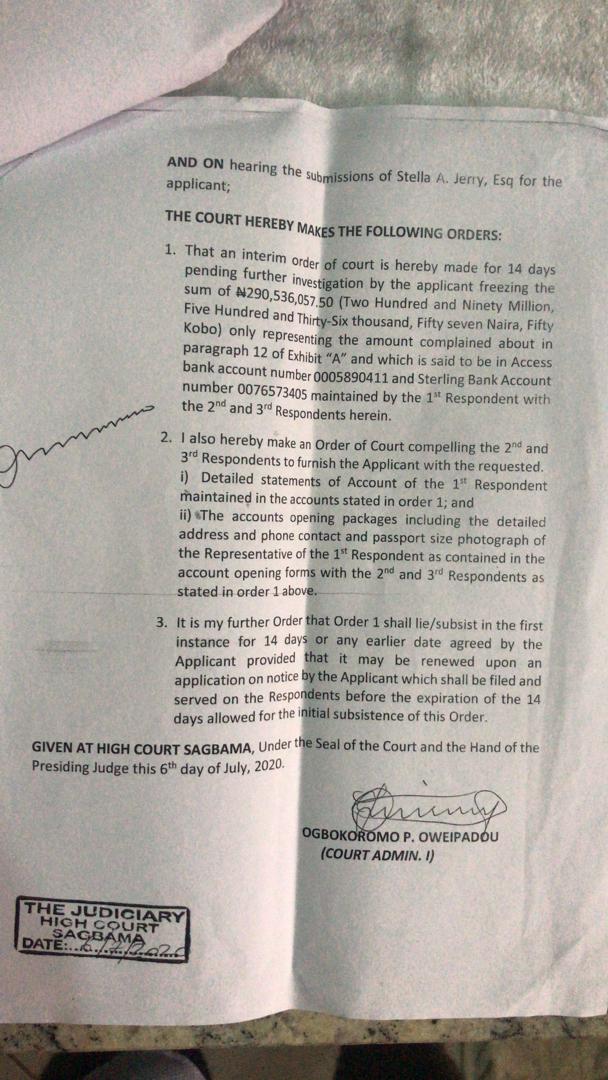 AND ON hearing the submissions of Stella A. Jerry, Esq for the
applicant;
THE COURT HEREBY MAKES THE FOLLOWING ORDERS:
1. That an interim order of court is hereby made for 14 days
pending further investigation by the applicant freezing the
sum of ₦290,536,057.50 (Two Hundred and Ninety Million,
Five Hundred and Thirty-Six thousand, Fifty seven Naira, Fifty
Kobo) only representing the amount complained about in
paragraph 12 of Exhibit “A” and which is said to be in Access
bank account number 0005890411 and Sterling Bank Account
number 0076573405 maintained by the 1st Respondent with
the 2nd and 3rd Respondents herein.
2. I also hereby make an Order of Court compelling the 2nd and
3rd Respondents to furnish the Applicant with the requested.
i) Detailed statements of Account of the 1st Respondent
maintained in the accounts stated in order 1; and
ii) The accounts opening packages including the detailed
address and phone contact and passport size photograph of
the Representative of the 1st Respondent as contained in the
account opening forms with the 2nd and 3rd Respondents as
stated in order 1 above.
3. It is my further Order that Order 1 shall lie/subsist in the first
instance for 14 days or any earlier date agreed by the
Applicant provided that it may be renewed upon an
application on notice by the Applicant which shall be filed and
served on the Respondents before the expiration of the 14
days allowed for the initial subsistence of this Order.
GIVEN AT HIGH COURT SAGBAMA, Under the Seal of the Court and the Hand of the
Presiding Judge this 6th day of July, 2020.
OGBOKOROMO P. OWEIPADOU
(COURT ADMIN. I)
THE JUDICIARY
HIGH COURT
SAGBAMA
DATE:..6/7/2020